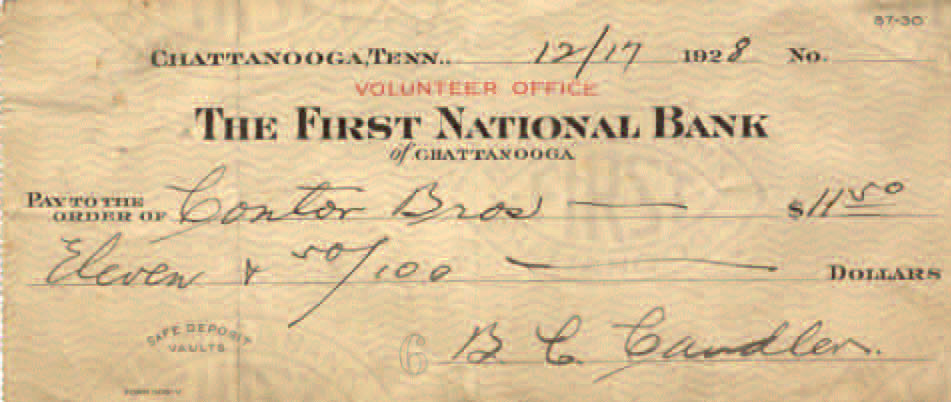 87-30
CHATTANOOGA, TENN., 12/17 1928 No.
VOLUNTEER OFFICE
THE FIRST NATIONAL BANK
of CHATTANOOGA
PAY TO THE ORDER OF Contor Bros — $11 50
Eleven & 50/100 — DOLLARS
SAFE DEPOSIT
VAULTS
6 B. C. Candler.